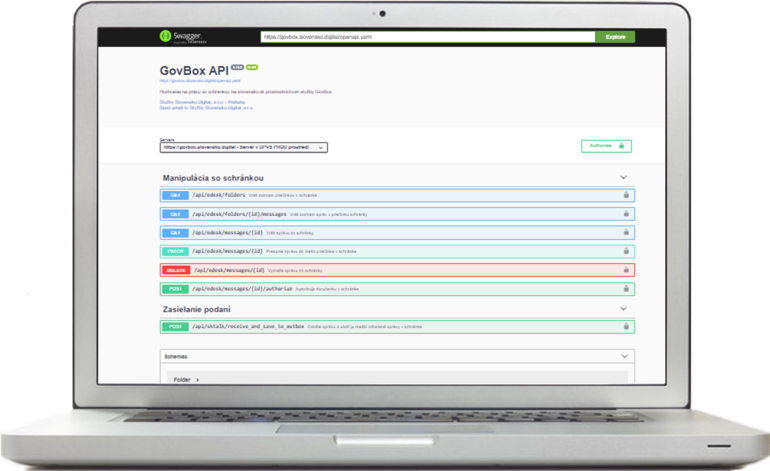 Swagger
https://govbox.slovensko.digital/openapi.yaml
Explore
GovBox API
https://govbox.slovensko.digital/openapi.yaml
Rozhranie na prácu so schránkou na slovensko.sk prostredníctvom služby GovBox
Služby Slovensko.Digital, s.r.o. - Website
Send email to Služby Slovensko.Digital, s.r.o.
Servers
https://govbox.slovensko.digital - Server v ÚPVS PROD prostredí
Authorize
Manipulácia so schránkou
GET /api/edesk/folders Vráti zoznam priečinkov v schránke
GET /api/edesk/folders/{id}/messages Vráti zoznam správ v priečinku schránky
GET /api/edesk/messages/{id} Vráti správu zo schránky
PATCH /api/edesk/messages/{id} Presunie správu do iného priečinku v schránke
DELETE /api/edesk/messages/{id} Vymaže správu zo schránky
POST /api/edesk/messages/{id}/authorize Autorizuje doručenku v schránke
Zasielanie podaní
POST /api/sktalk/receive_and_save_to_outbox Odošle správu a uloží ju medzi odoslané správy v schránke
Schemas
Folder